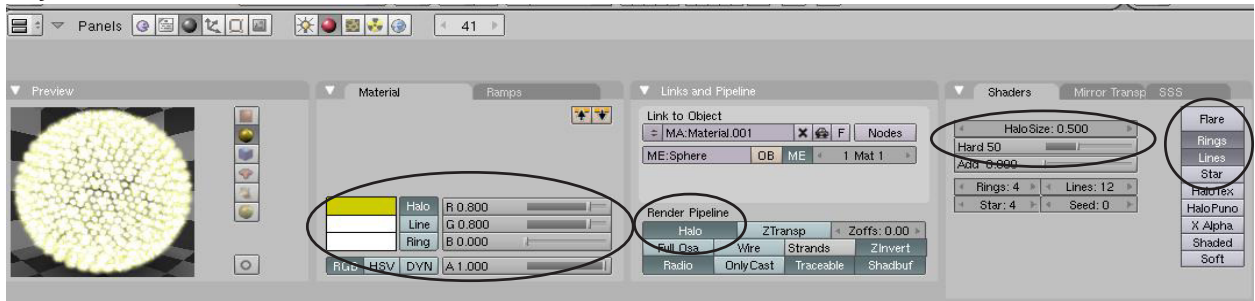 Panels
41
Preview
Material Ramps
Links and Pipeline
Shaders Mirror Transp SSS
Link to Object
MA:Material.001 X F Nodes
ME:Sphere OB ME 1 Mat 1
Render Pipeline
Halo ZTransp Zoffs: 0.00
Full Osa Wire Strands ZInvert
Radio OnlyCast Traceable Shadbuf
Halo R 0.800
Line G 0.800
Ring B 0.000
RGB HSV DYN A 1.000
HaloSize: 0.500
Hard 50
Add 0.800
Rings: 4 Lines: 12
Star: 4 Seed: 0
Flare
Rings
Lines
Star
HaloTex
HaloPuno
X Alpha
Shaded
Soft